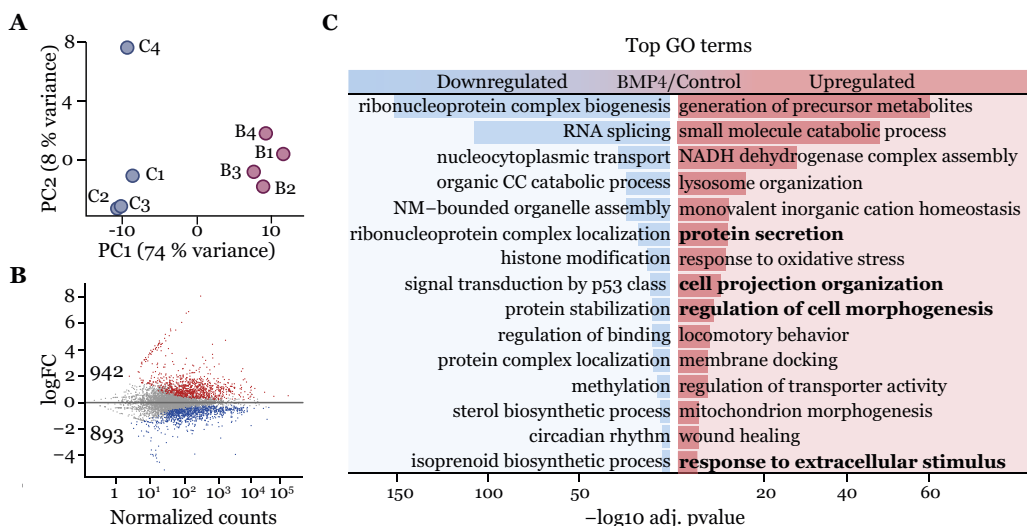 A
8
4
0
PC2 (8 % variance)
C4
C1
C2
C3
B4
B1
B3
B2
−10
0
10
PC1 (74 % variance)
B
8
6
4
2
0
−2
−4
logFC
942
893
1
10¹
10²
10³
10⁴
10⁵
Normalized counts
C
Top GO terms
Downregulated BMP4/Control Upregulated
ribonucleoprotein complex biogenesis generation of precursor metabolites
RNA splicing small molecule catabolic process
nucleocytoplasmic transport NADH dehydrogenase complex assembly
organic CC catabolic process lysosome organization
NM−bounded organelle assembly monovalent inorganic cation homeostasis
ribonucleoprotein complex localization protein secretion
histone modification response to oxidative stress
signal transduction by p53 class cell projection organization
protein stabilization regulation of cell morphogenesis
regulation of binding locomotory behavior
protein complex localization membrane docking
methylation regulation of transporter activity
sterol biosynthetic process mitochondrion morphogenesis
circadian rhythm wound healing
isoprenoid biosynthetic process response to extracellular stimulus
150 100 50 20 40 60
−log10 adj. pvalue